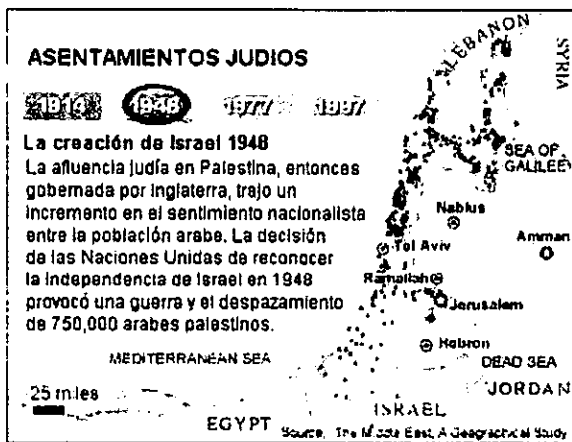 ASENTAMIENTOS JUDIOS
1914 1948 1977 1997
La creación de Israel 1948
La afluencia judía en Palestina, entonces
gobernada por Inglaterra, trajo un
incremento en el sentimiento nacionalista
entre la población arabe. La decisión
de las Naciones Unidas de reconocer
la independencia de Israel en 1948
provocó una guerra y el despazamiento
de 750,000 arabes palestinos.
LEBANON
SYRIA
SEA OF
GALILEE
Nablus
Tel Aviv
Amman
Ramallah
Jerusalem
Hebron
MEDITERRANEAN SEA
DEAD SEA
25 miles
JORDAN
ISRAEL
EGYPT
Source: The Middle East, A Geographical Study